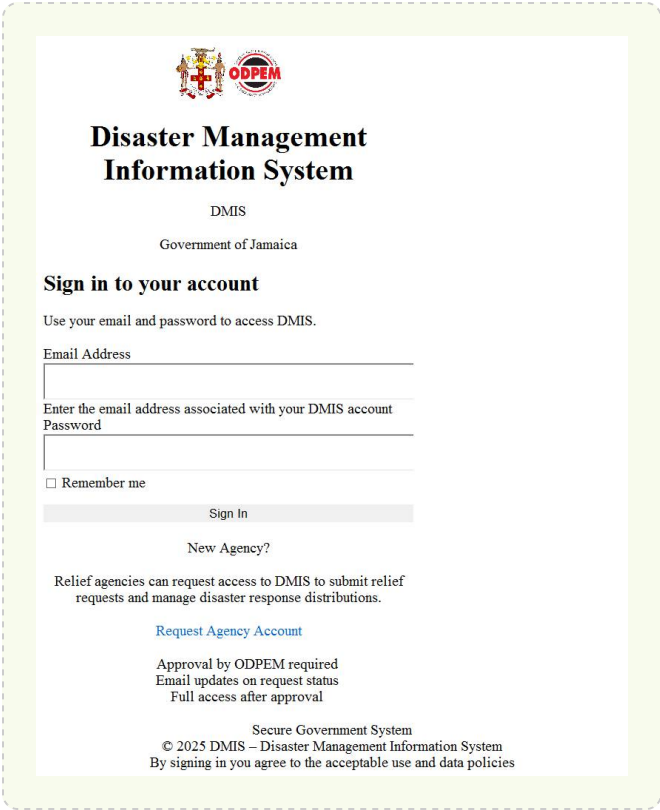 ODPEM
Disaster Management
Information System
DMIS
Government of Jamaica
Sign in to your account
Use your email and password to access DMIS.
Email Address
Enter the email address associated with your DMIS account
Password
Remember me
Sign In
New Agency?
Relief agencies can request access to DMIS to submit relief
requests and manage disaster response distributions.
Request Agency Account
Approval by ODPEM required
Email updates on request status
Full access after approval
Secure Government System
© 2025 DMIS – Disaster Management Information System
By signing in you agree to the acceptable use and data policies